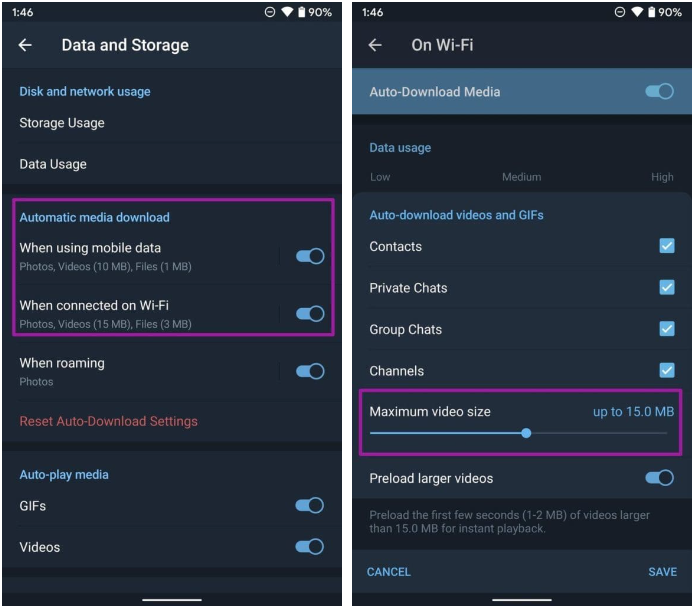 1:46
90%
Data and Storage
Disk and network usage
Storage Usage
Data Usage
Automatic media download
When using mobile data
Photos, Videos (10 MB), Files (1 MB)
When connected on Wi-Fi
Photos, Videos (15 MB), Files (3 MB)
When roaming
Photos
Reset Auto-Download Settings
Auto-play media
GIFs
Videos
1:46
90%
On Wi-Fi
Auto-Download Media
Data usage
Low Medium High
Auto-download videos and GIFs
Contacts
Private Chats
Group Chats
Channels
Maximum video size up to 15.0 MB
Preload larger videos
Preload the first few seconds (1-2 MB) of videos larger
than 15.0 MB for instant playback.
CANCEL SAVE